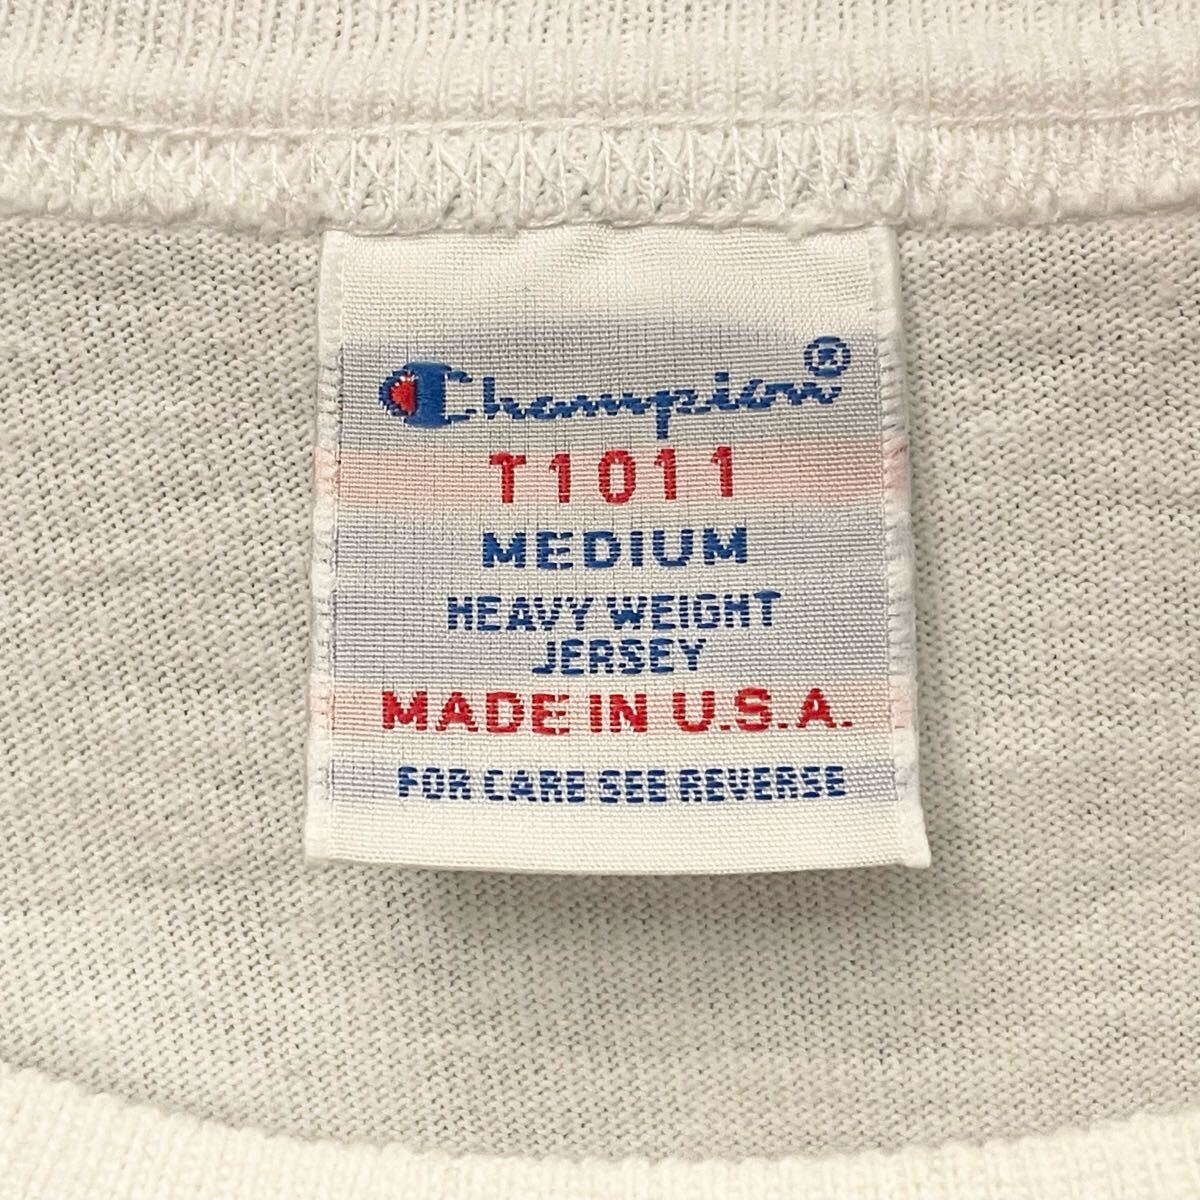 Champion®
T1011
MEDIUM
HEAVY WEIGHT
JERSEY
MADE IN U.S.A.
FOR CARE SEE REVERSE